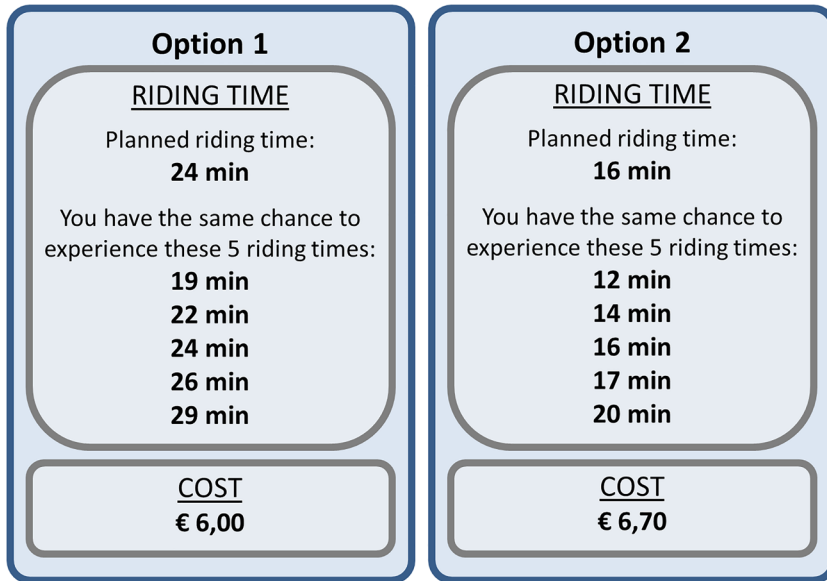 Option 1
RIDING TIME
Planned riding time:
24 min
You have the same chance to
experience these 5 riding times:
19 min
22 min
24 min
26 min
29 min
COST
€ 6,00
Option 2
RIDING TIME
Planned riding time:
16 min
You have the same chance to
experience these 5 riding times:
12 min
14 min
16 min
17 min
20 min
COST
€ 6,70